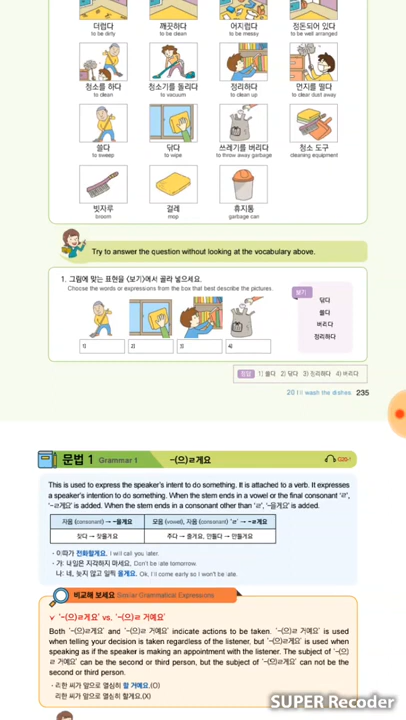 더럽다 깨끗하다 어지럽다 정돈되어 있다
to be dirty to be clean to be messy to be well arranged
청소를 하다 청소기를 돌리다 정리하다 먼지를 떨다
to clean to vacuum to clean up to clear dust away
쓸다 닦다 쓰레기를 버리다 청소 도구
to sweep to wipe to throw away garbage cleaning equipment
빗자루 걸레 휴지통
broom mop garbage can
Try to answer the question without looking at the vocabulary above.
1. 그림에 맞는 표현을 <보기>에서 골라 넣으세요.
Choose the words or expressions from the box that best describe the pictures.
보기
닦다
쓸다
버리다
정리하다
1) 2) 3) 4)
정답 1) 쓸다 2) 닦다 3) 정리하다 4) 버리다
20 I'll wash the dishes 235
문법 1 Grammar 1 -(으)ㄹ게요 G20-1
This is used to express the speaker's intent to do something. It is attached to a verb. It expresses
a speaker's intention to do something. When the stem ends in a vowel or the final consonant 'ㄹ',
'-ㄹ게요' is added. When the stem ends in a consonant other than 'ㄹ', '-을게요' is added.
자음 (consonant) → -을게요 모음 (vowel), 자음 (consonant) 'ㄹ' → -ㄹ게요
찾다 → 찾을게요 주다 → 줄게요, 만들다 → 만들게요
· 이따가 전화할게요. I will call you later.
· 가: 내일은 지각하지 마세요. Don't be late tomorrow.
나: 네, 늦지 않고 일찍 올게요. Ok, I'll come early so I won't be late.
비교해 보세요 Similar Grammatical Expressions
v '-(으)ㄹ게요' vs. '-(으)ㄹ 거예요'
Both '-(으)ㄹ게요' and '-(으)ㄹ 거예요' indicate actions to be taken. '-(으)ㄹ 거예요' is used
when telling your decision is taken regardless of the listener, but '-(으)ㄹ게요' is used when
speaking as if the speaker is making an appointment with the listener. The subject of '-(으)
ㄹ 거예요' can be the second or third person, but the subject of '-(으)ㄹ게요' can not be the
second or third person.
· 리한 씨가 앞으로 열심히 할 거예요.(O)
리한 씨가 앞으로 열심히 할게요.(X)
SUPER Recorder